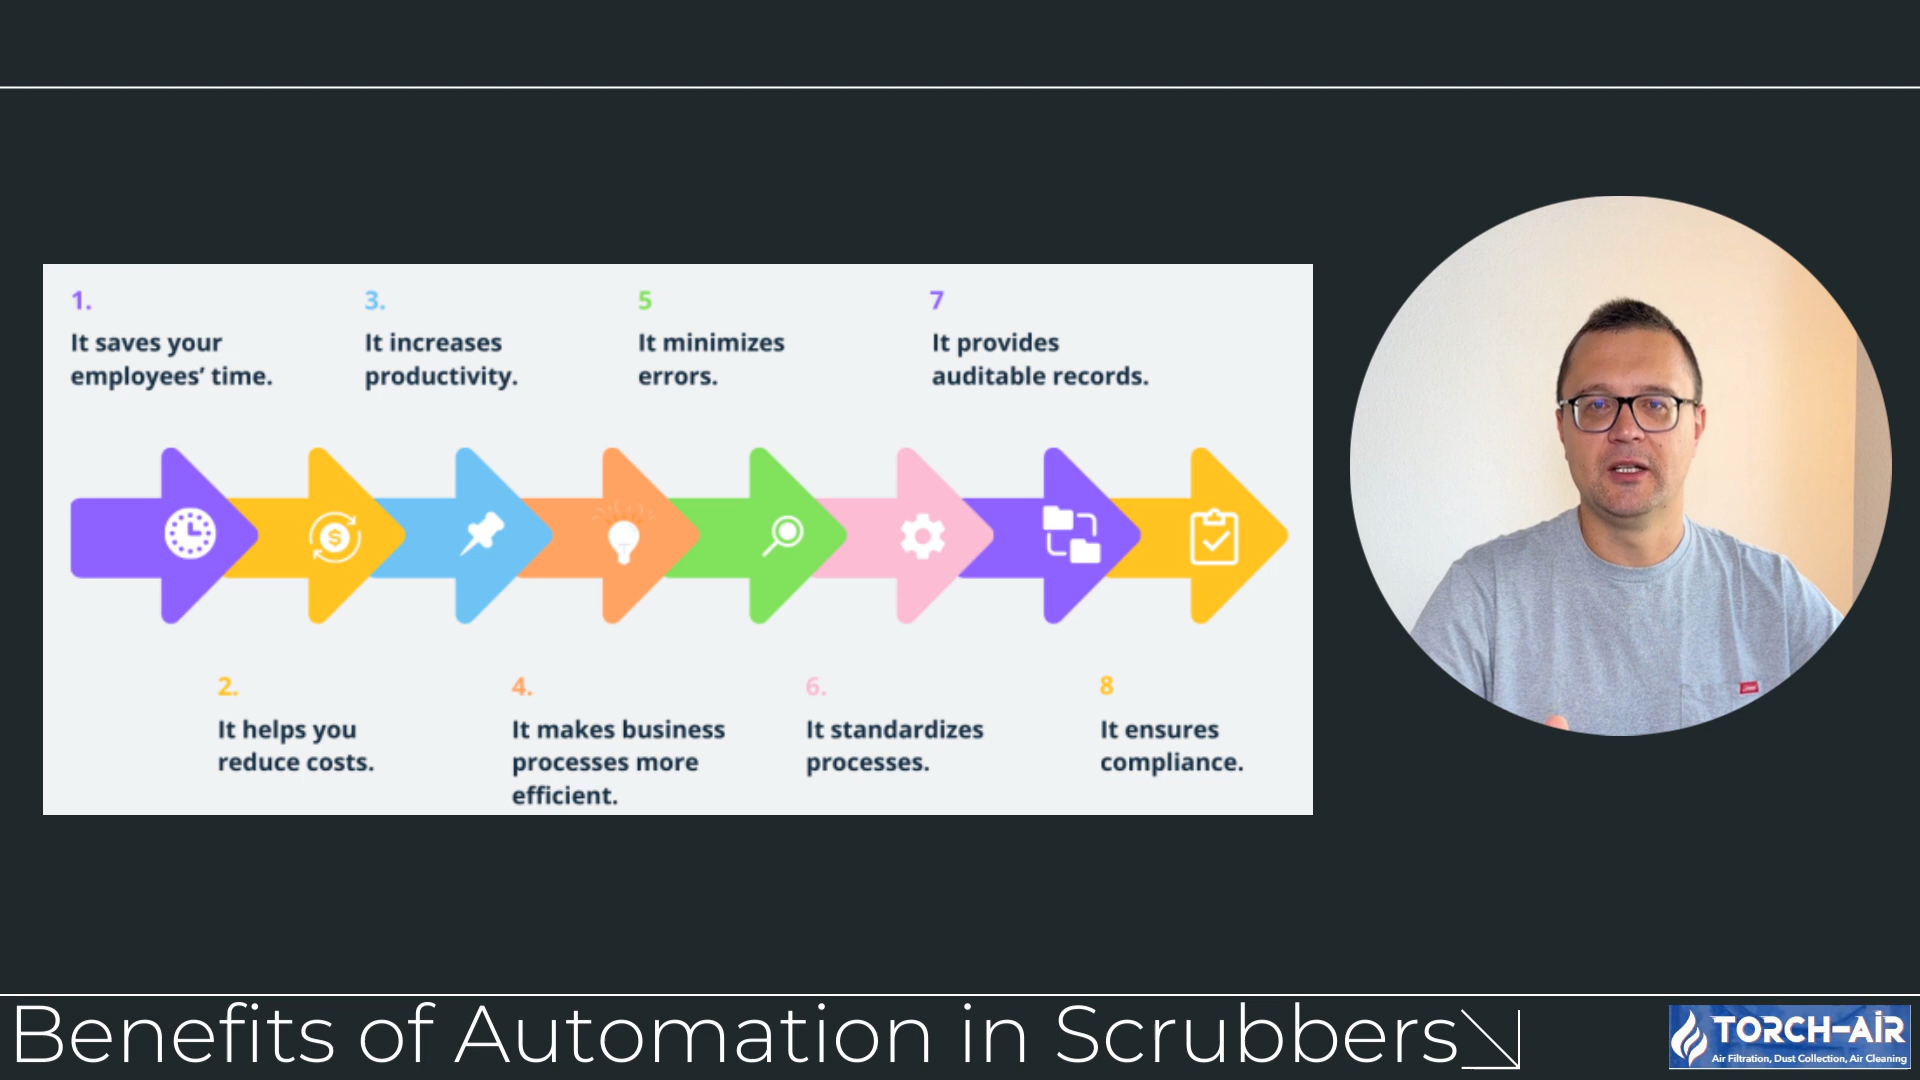 1.
It saves your
employees’ time.
3.
It increases
productivity.
5
It minimizes
errors.
7
It provides
auditable records.
2.
It helps you
reduce costs.
4.
It makes business
processes more
efficient.
6.
It standardizes
processes.
8
It ensures
compliance.
Benefits of Automation in Scrubbers
TORCH-AIR
Air Filtration, Dust Collection, Air Cleaning